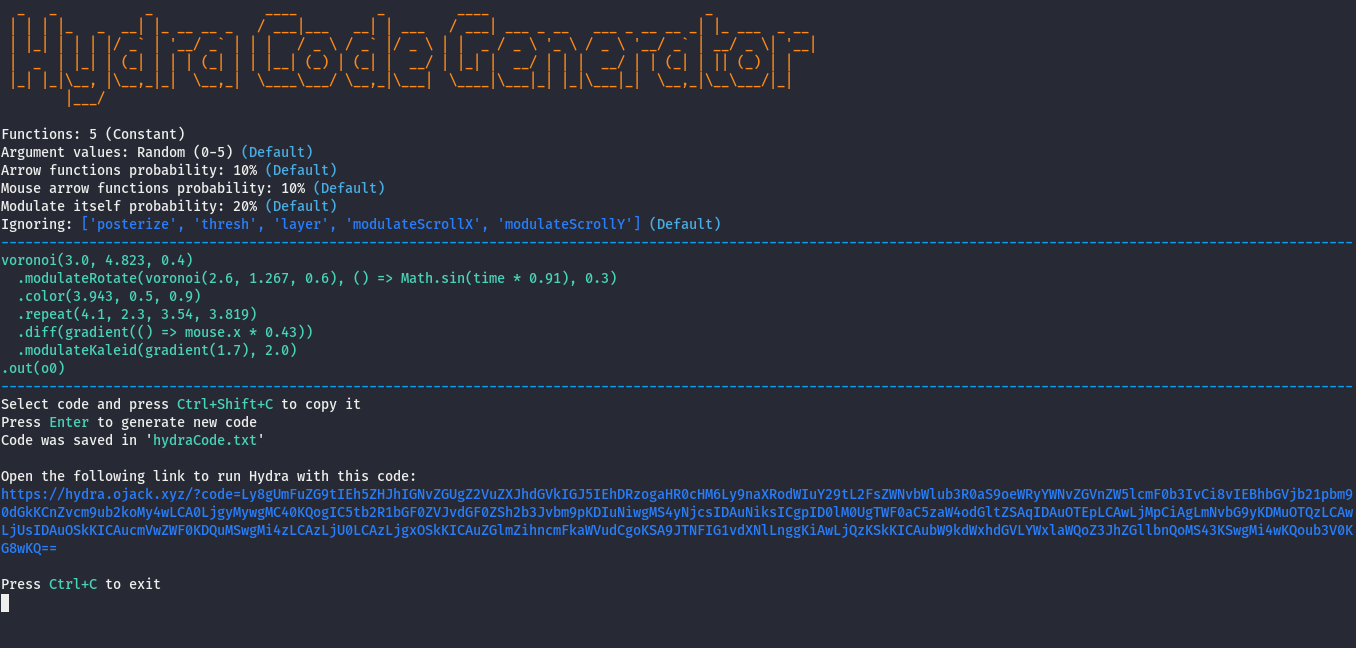 Hydra Code Generator
Functions: 5 (Constant)
Argument values: Random (0-5) (Default)
Arrow functions probability: 10% (Default)
Mouse arrow functions probability: 10% (Default)
Modulate itself probability: 20% (Default)
Ignoring: ['posterize', 'thresh', 'layer', 'modulateScrollX', 'modulateScrollY'] (Default)
voronoi(3.0, 4.823, 0.4)
  .modulateRotate(voronoi(2.6, 1.267, 0.6), () => Math.sin(time * 0.91), 0.3)
  .color(3.943, 0.5, 0.9)
  .repeat(4.1, 2.3, 3.54, 3.819)
  .diff(gradient(() => mouse.x * 0.43))
  .modulateKaleid(gradient(1.7), 2.0)
.out(o0)
Select code and press Ctrl+Shift+C to copy it
Press Enter to generate new code
Code was saved in 'hydraCode.txt'
Open the following link to run Hydra with this code:
https://hydra.ojack.xyz/?code=Ly8gUmFuZG9tIEh5ZHJhIGNvZGUgZ2VuZXJhdGVkIGJ5IEhDRzogaHR0cHM6Ly9naXRodWIuY29tL2FsZWNvbWlub3R0aS9oeWRyYWNvZGVnZW5lcmF0b3IvCi8vIEBhbGVjb21pbm9
0dGkKCnZvcm9ub2koMy4wLCA0LjgyMywgMC40KQogIC5tb2R1bGF0ZVJvdGF0ZSh2b3Jvbm9pKDIuNiwgMS4yNjcsIDAuNiksICgpID0lM0UgTWF0aC5zaW4odGltZSAqIDAuOTEpLCAwLjMpCiAgLmNvbG9yKDMuOTQzLCAw
LjUsIDAuOSkKICAucmVwZWF0KDQuMSwgMi4zLCAzLjU0LCAzLjgxOSkKICAuZGlmZihncmFkaWVudCgoKSA9JTNFIG1vdXNlLnggKiAwLjQzKSkKICAubW9kdWxhdGVLYWxlaWQoZ3JhZGllbnQoMS43KSwgMi4wKQoub3V0K
G8wKQ==
Press Ctrl+C to exit